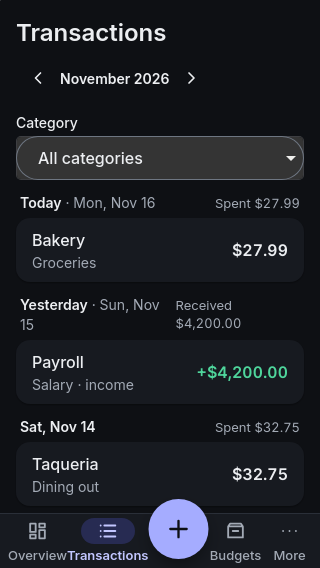 Transactions
November 2026
Category
All categories
Today · Mon, Nov 16 Spent $27.99
Bakery
Groceries
$27.99
Yesterday · Sun, Nov 15
Received $4,200.00
Payroll
Salary · income
+$4,200.00
Sat, Nov 14 Spent $32.75
Taqueria
Dining out
$32.75
Overview Transactions Budgets More